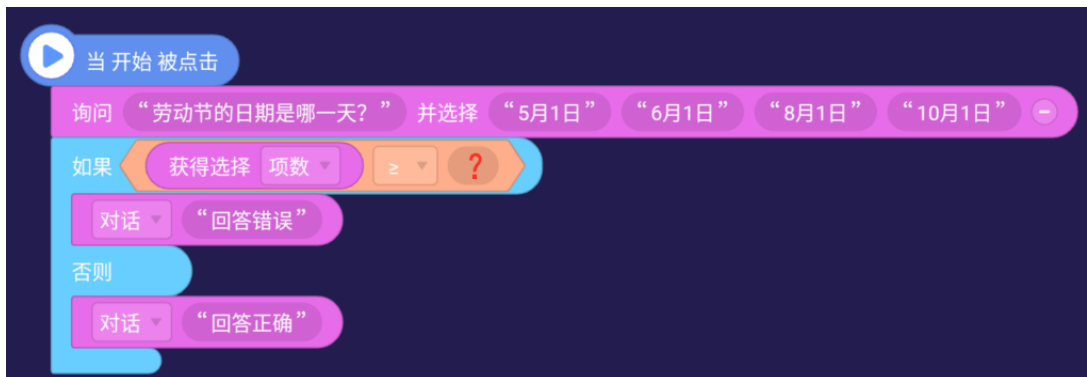 当 开始 被点击
询问 “劳动节的日期是哪一天？” 并选择 “5月1日” “6月1日” “8月1日” “10月1日” −
如果 获得选择 项数 ≥ ？
对话 “回答错误”
否则
对话 “回答正确”